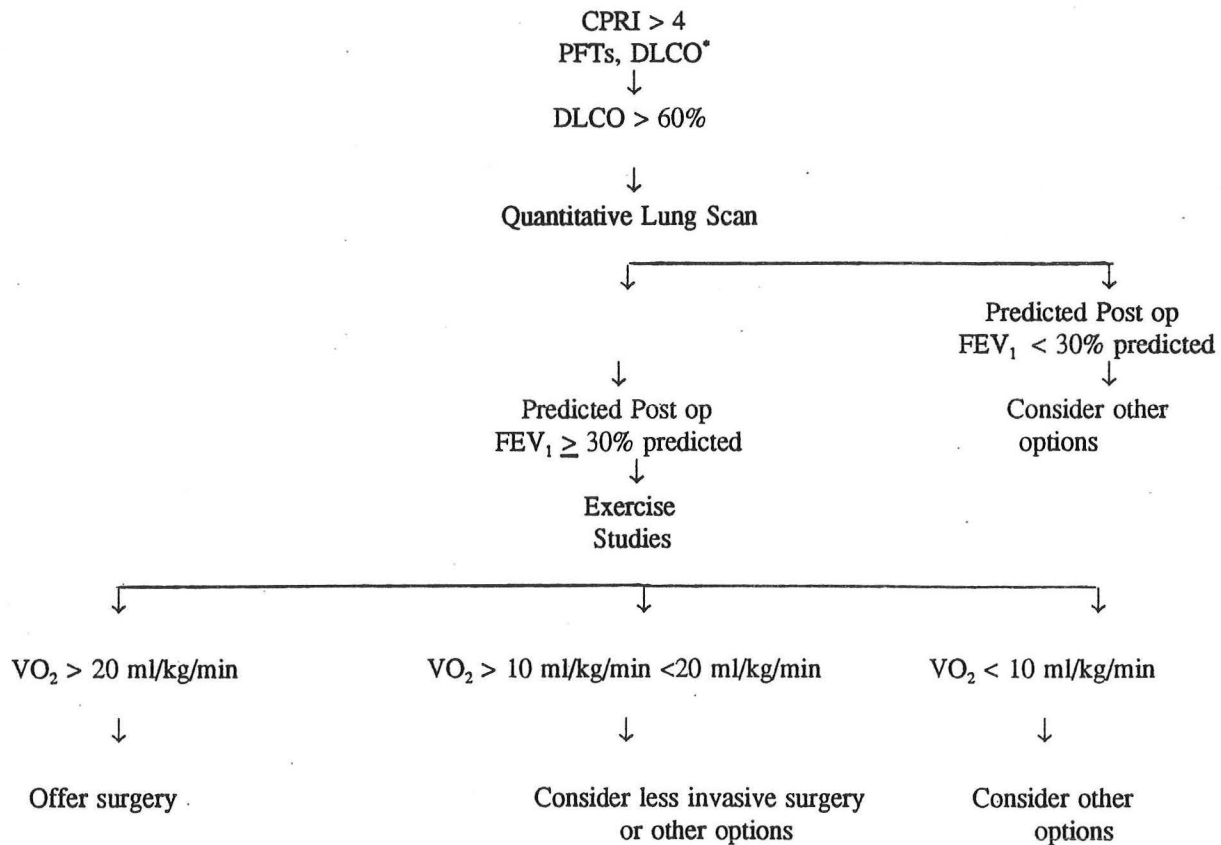 CPRI > 4
PFTs, DLCO*
↓
DLCO > 60%
↓
Quantitative Lung Scan
↓ ↓
Predicted Post op
FEV₁ < 30% predicted
↓ ↓
Predicted Post op Consider other
FEV₁ ≥ 30% predicted options
↓
Exercise
Studies
↓ ↓ ↓
VO₂ > 20 ml/kg/min VO₂ > 10 ml/kg/min <20 ml/kg/min VO₂ < 10 ml/kg/min
↓ ↓ ↓
Offer surgery Consider less invasive surgery Consider other
or other options options